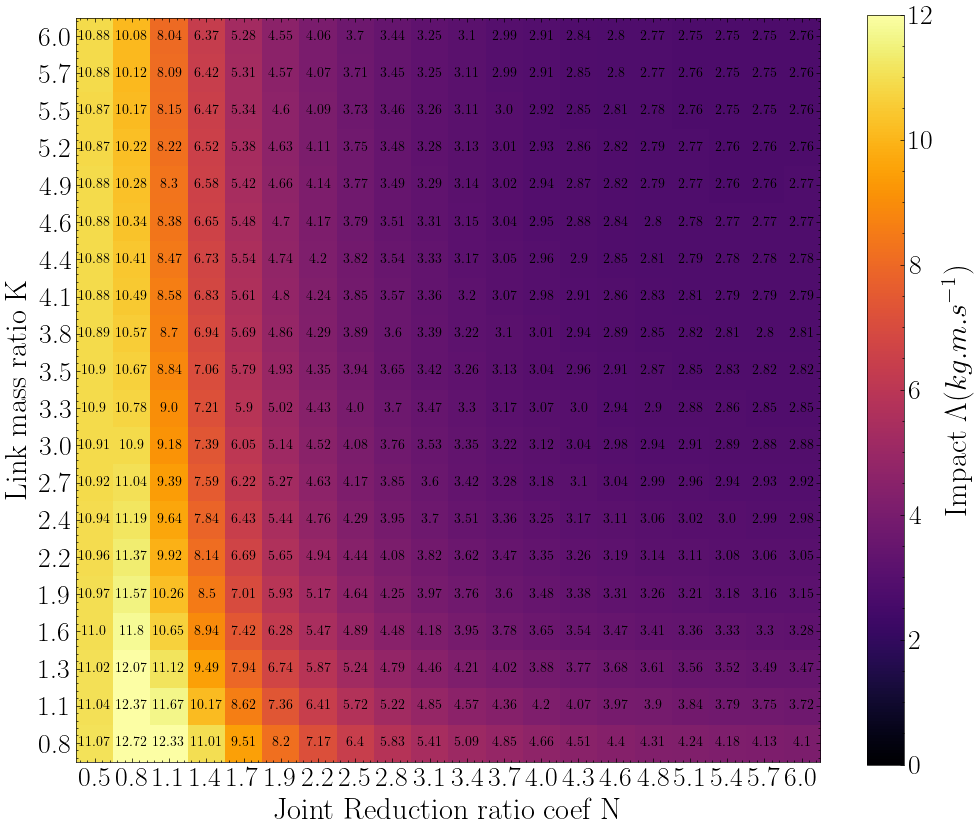 6.0 10.88 10.08 8.04 6.37 5.28 4.55 4.06 3.7 3.44 3.25 3.1 2.99 2.91 2.84 2.8 2.77 2.75 2.75 2.75 2.76
5.7 10.88 10.12 8.09 6.42 5.31 4.57 4.07 3.71 3.45 3.25 3.11 2.99 2.91 2.85 2.8 2.77 2.76 2.75 2.75 2.76
5.5 10.87 10.17 8.15 6.47 5.34 4.6 4.09 3.73 3.46 3.26 3.11 3.0 2.92 2.85 2.81 2.78 2.76 2.75 2.75 2.76
5.2 10.87 10.22 8.22 6.52 5.38 4.63 4.11 3.75 3.48 3.28 3.13 3.01 2.93 2.86 2.82 2.79 2.77 2.76 2.76 2.76
4.9 10.88 10.28 8.3 6.58 5.42 4.66 4.14 3.77 3.49 3.29 3.14 3.02 2.94 2.87 2.82 2.79 2.77 2.76 2.76 2.77
4.6 10.88 10.34 8.38 6.65 5.48 4.7 4.17 3.79 3.51 3.31 3.15 3.04 2.95 2.88 2.84 2.8 2.78 2.77 2.77 2.77
4.4 10.88 10.41 8.47 6.73 5.54 4.74 4.2 3.82 3.54 3.33 3.17 3.05 2.96 2.9 2.85 2.81 2.79 2.78 2.78 2.78
4.1 10.88 10.49 8.58 6.83 5.61 4.8 4.24 3.85 3.57 3.36 3.2 3.07 2.98 2.91 2.86 2.83 2.81 2.79 2.79 2.79
3.8 10.89 10.57 8.7 6.94 5.69 4.86 4.29 3.89 3.6 3.39 3.22 3.1 3.01 2.94 2.89 2.85 2.82 2.81 2.8 2.81
3.5 10.9 10.67 8.84 7.06 5.79 4.93 4.35 3.94 3.65 3.42 3.26 3.13 3.04 2.96 2.91 2.87 2.85 2.83 2.82 2.82
3.3 10.9 10.78 9.0 7.21 5.9 5.02 4.43 4.0 3.7 3.47 3.3 3.17 3.07 3.0 2.94 2.9 2.88 2.86 2.85 2.85
3.0 10.91 10.9 9.18 7.39 6.05 5.14 4.52 4.08 3.76 3.53 3.35 3.22 3.12 3.04 2.98 2.94 2.91 2.89 2.88 2.88
2.7 10.92 11.04 9.39 7.59 6.22 5.27 4.63 4.17 3.85 3.6 3.42 3.28 3.18 3.1 3.04 2.99 2.96 2.94 2.93 2.92
2.4 10.94 11.19 9.64 7.84 6.43 5.44 4.76 4.29 3.95 3.7 3.51 3.36 3.25 3.17 3.11 3.06 3.02 3.0 2.99 2.98
2.2 10.96 11.37 9.92 8.14 6.69 5.65 4.94 4.44 4.08 3.82 3.62 3.47 3.35 3.26 3.19 3.14 3.11 3.08 3.06 3.05
1.9 10.97 11.57 10.26 8.5 7.01 5.93 5.17 4.64 4.25 3.97 3.76 3.6 3.48 3.38 3.31 3.26 3.21 3.18 3.16 3.15
1.6 11.0 11.8 10.65 8.94 7.42 6.28 5.47 4.89 4.48 4.18 3.95 3.78 3.65 3.54 3.47 3.41 3.36 3.33 3.3 3.28
1.3 11.02 12.07 11.12 9.49 7.94 6.74 5.87 5.24 4.79 4.46 4.21 4.02 3.88 3.77 3.68 3.61 3.56 3.52 3.49 3.47
1.1 11.04 12.37 11.67 10.17 8.62 7.36 6.41 5.72 5.22 4.85 4.57 4.36 4.2 4.07 3.97 3.9 3.84 3.79 3.75 3.72
0.8 11.07 12.72 12.33 11.01 9.51 8.2 7.17 6.4 5.83 5.41 5.09 4.85 4.66 4.51 4.4 4.31 4.24 4.18 4.13 4.1
0.5 0.8 1.1 1.4 1.7 1.9 2.2 2.5 2.8 3.1 3.4 3.7 4.0 4.3 4.6 4.8 5.1 5.4 5.7 6.0
Joint Reduction ratio coef N
Link mass ratio K
12
10
8
6
4
2
0
Impact Λ(kg.m.s⁻¹)